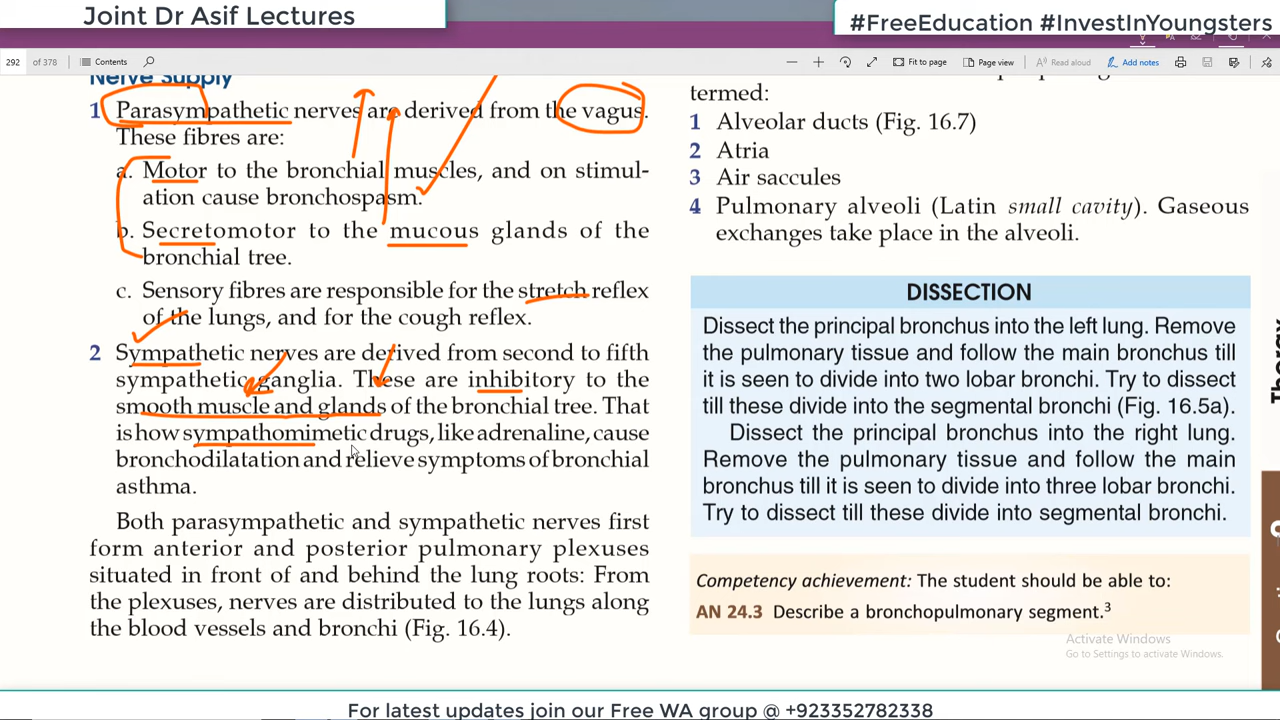 Joint Dr Asif Lectures
#FreeEducation #InvestInYoungsters
292 of 378 Contents Fit to page Page view Read aloud Add notes
Nerve Supply
1 Parasympathetic nerves are derived from the vagus.
These fibres are:
a. Motor to the bronchial muscles, and on stimul-
ation cause bronchospasm.
b. Secretomotor to the mucous glands of the
bronchial tree.
c. Sensory fibres are responsible for the stretch reflex
of the lungs, and for the cough reflex.
2 Sympathetic nerves are derived from second to fifth
sympathetic ganglia. These are inhibitory to the
smooth muscle and glands of the bronchial tree. That
is how sympathomimetic drugs, like adrenaline, cause
bronchodilatation and relieve symptoms of bronchial
asthma.
Both parasympathetic and sympathetic nerves first
form anterior and posterior pulmonary plexuses
situated in front of and behind the lung roots: From
the plexuses, nerves are distributed to the lungs along
the blood vessels and bronchi (Fig. 16.4).
termed:
1 Alveolar ducts (Fig. 16.7)
2 Atria
3 Air saccules
4 Pulmonary alveoli (Latin small cavity). Gaseous
exchanges take place in the alveoli.
DISSECTION
Dissect the principal bronchus into the left lung. Remove
the pulmonary tissue and follow the main bronchus till
it is seen to divide into two lobar bronchi. Try to dissect
till these divide into the segmental bronchi (Fig. 16.5a).
Dissect the principal bronchus into the right lung.
Remove the pulmonary tissue and follow the main
bronchus till it is seen to divide into three lobar bronchi.
Try to dissect till these divide into segmental bronchi.
Competency achievement: The student should be able to:
AN 24.3 Describe a bronchopulmonary segment.³
Activate Windows
Go to Settings to activate Windows.
For latest updates join our Free WA group @ +923352782338